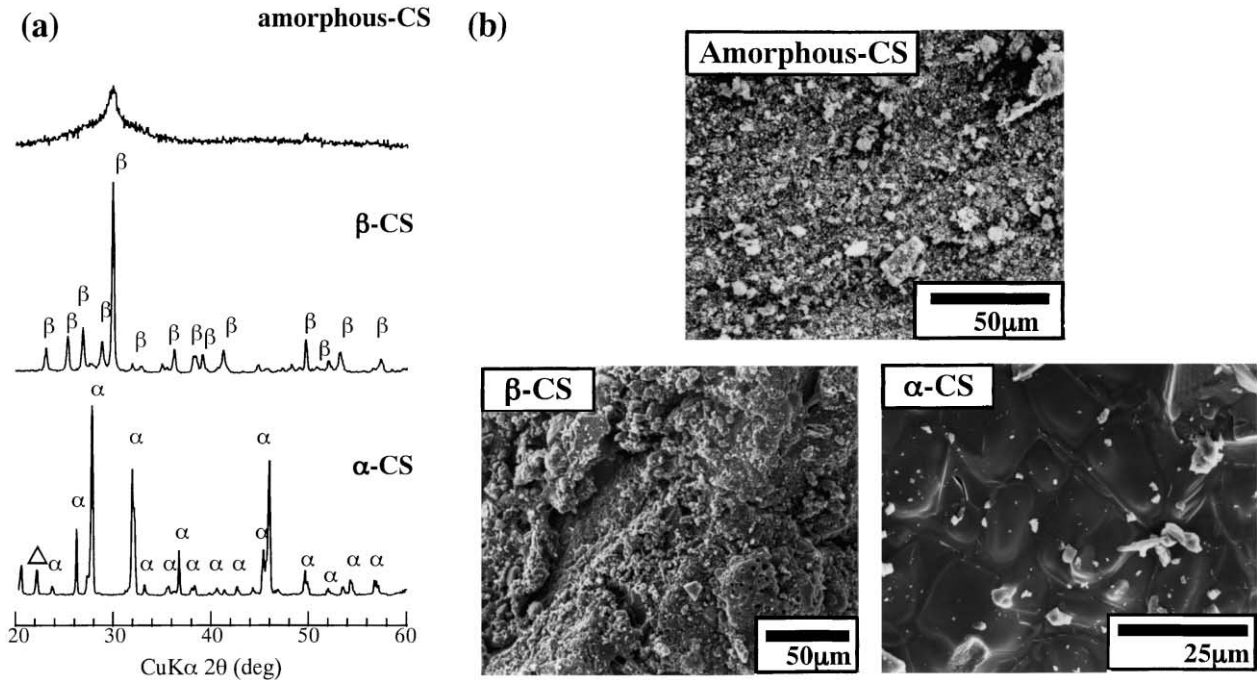 (a)
amorphous-CS
β
β-CS
β β β β β β β β β β β β β
α
α-CS
α α
α
△ α α α α α α α α α α α
20 30 40 50 60
CuKα 2θ (deg)
(b)
Amorphous-CS
50μm
β-CS
50μm
α-CS
25μm